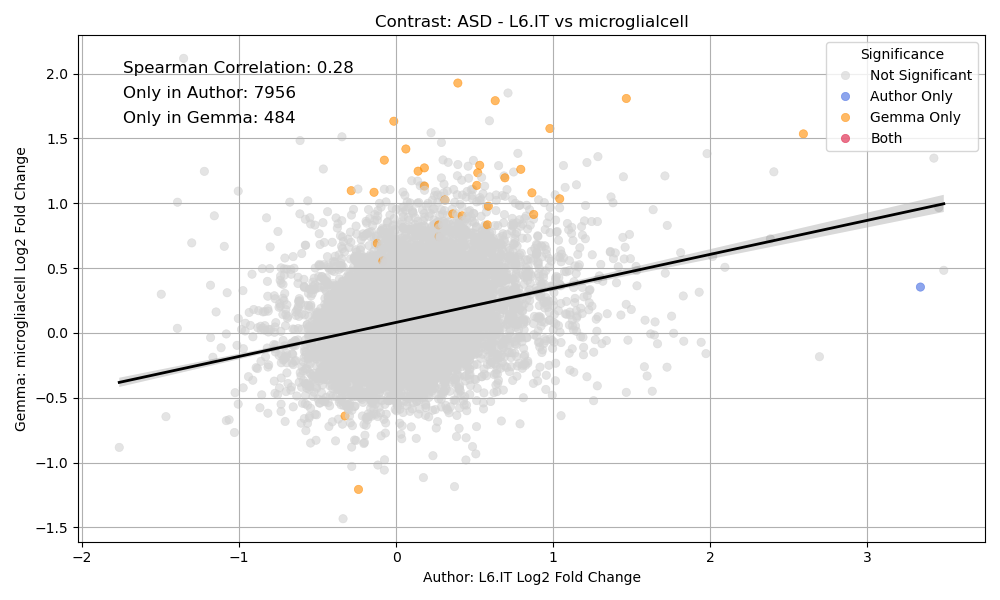 Contrast: ASD - L6.IT vs microglialcell
Spearman Correlation: 0.28
Only in Author: 7956
Only in Gemma: 484
Significance
Not Significant
Author Only
Gemma Only
Both
Gemma: microglialcell Log2 Fold Change
2.0
1.5
1.0
0.5
0.0
−0.5
−1.0
−1.5
−2
−1
0
1
2
3
Author: L6.IT Log2 Fold Change